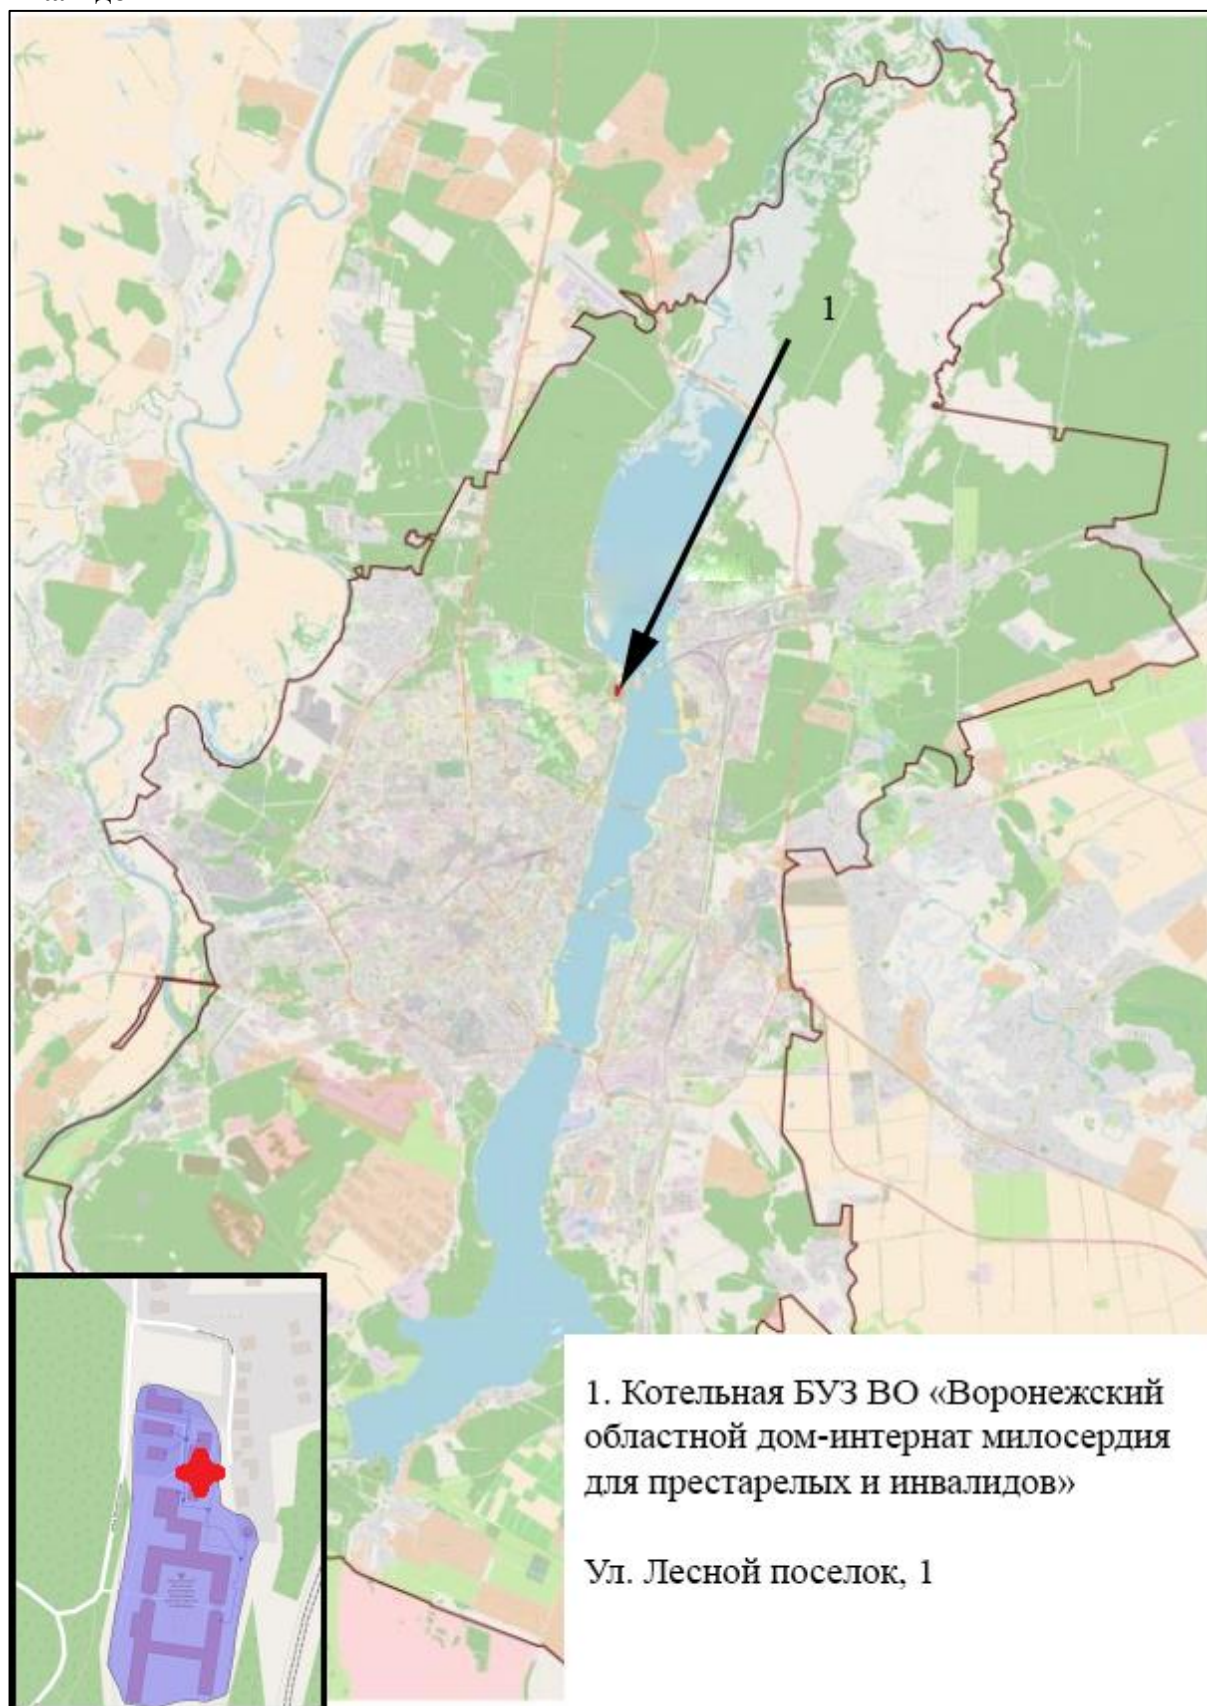 1
1. Котельная БУЗ ВО «Воронежский
областной дом-интернат милосердия
для престарелых и инвалидов»
Ул. Лесной поселок, 1